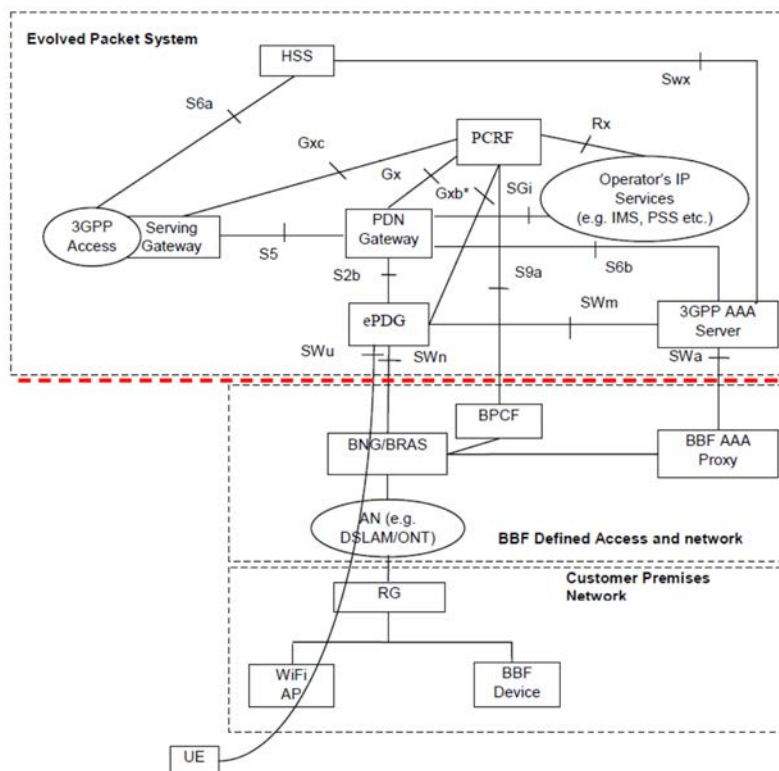 Evolved Packet System
HSS
Swx
S6a
PCRF
Rx
Gxc
Gx
Gxb*
SGi
Operator's IP
Services
(e.g. IMS, PSS etc.)
3GPP
Access
Serving
Gateway
PDN
Gateway
S5
S6b
S2b
S9a
ePDG
SWm
3GPP AAA
Server
SWu
SWn
SWa
BPCF
BNG/BRAS
BBF AAA
Proxy
AN (e.g.
DSLAM/ONT)
BBF Defined Access and network
Customer Premises
Network
RG
WiFi
AP
BBF
Device
UE